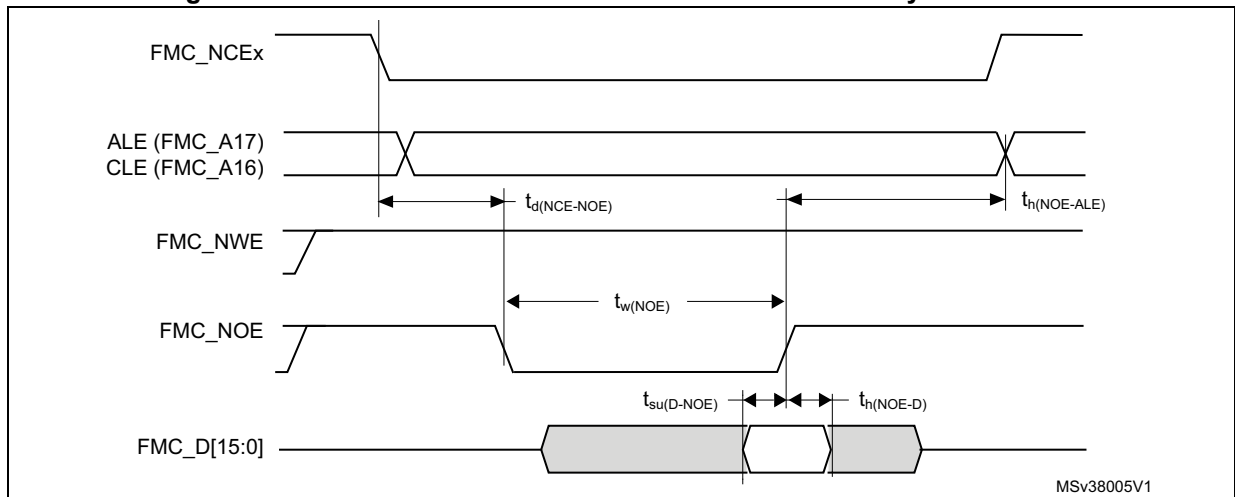 FMC_NCEx
ALE (FMC_A17)
CLE (FMC_A16)
td(NCE-NOE)
th(NOE-ALE)
FMC_NWE
tw(NOE)
FMC_NOE
tsu(D-NOE)
th(NOE-D)
FMC_D[15:0]
MSv38005V1